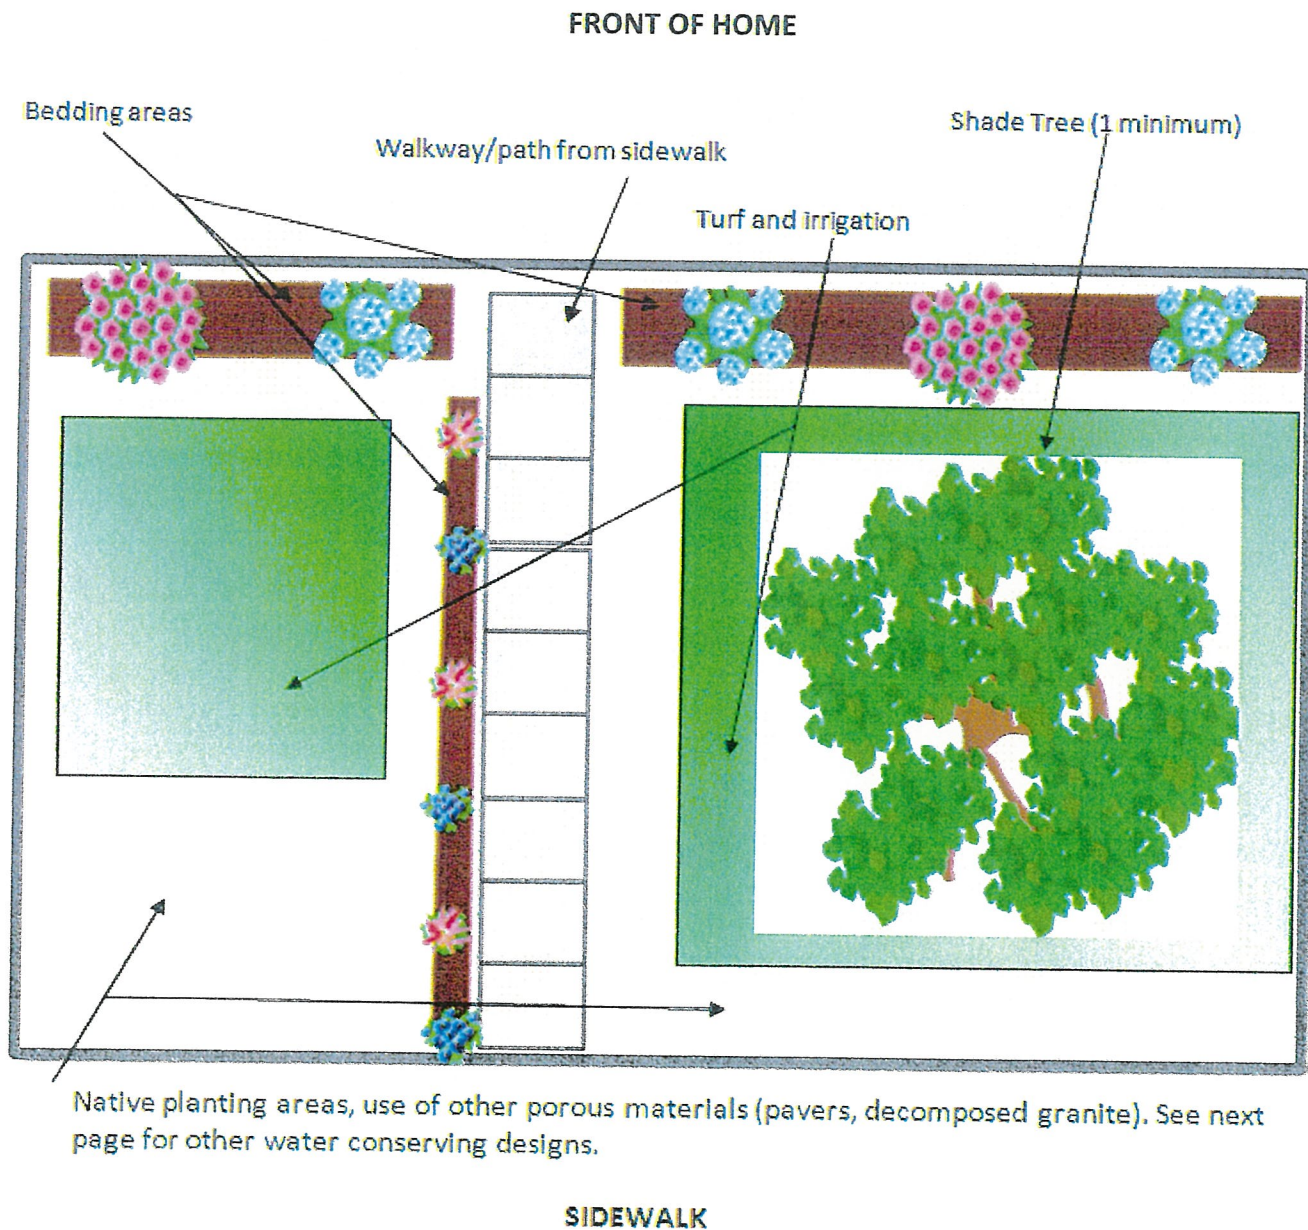 FRONT OF HOME
Bedding areas
Shade Tree (1 minimum)
Walkway/path from sidewalk
Turf and irrigation
Native planting areas, use of other porous materials (pavers, decomposed granite). See next
page for other water conserving designs.
SIDEWALK